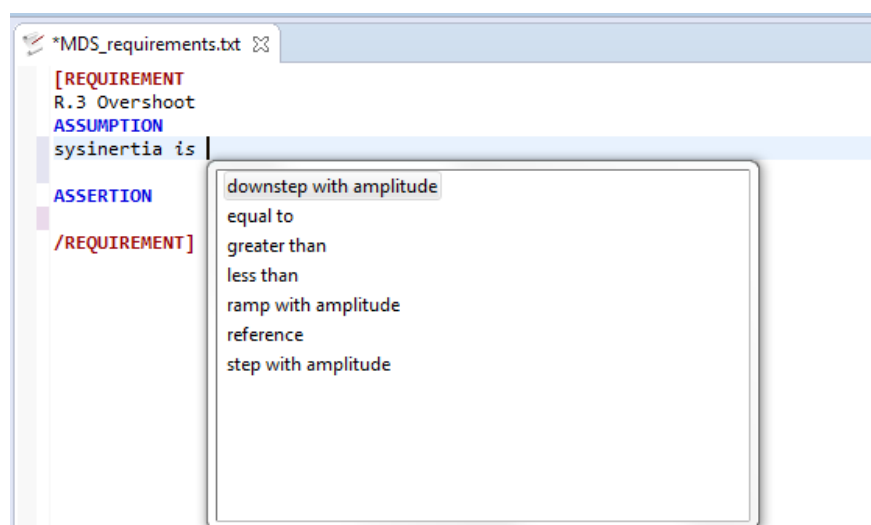 *MDS_requirements.txt
[REQUIREMENT
R.3 Overshoot
ASSUMPTION
sysinertia is
ASSERTION
/REQUIREMENT]
downstep with amplitude
equal to
greater than
less than
ramp with amplitude
reference
step with amplitude